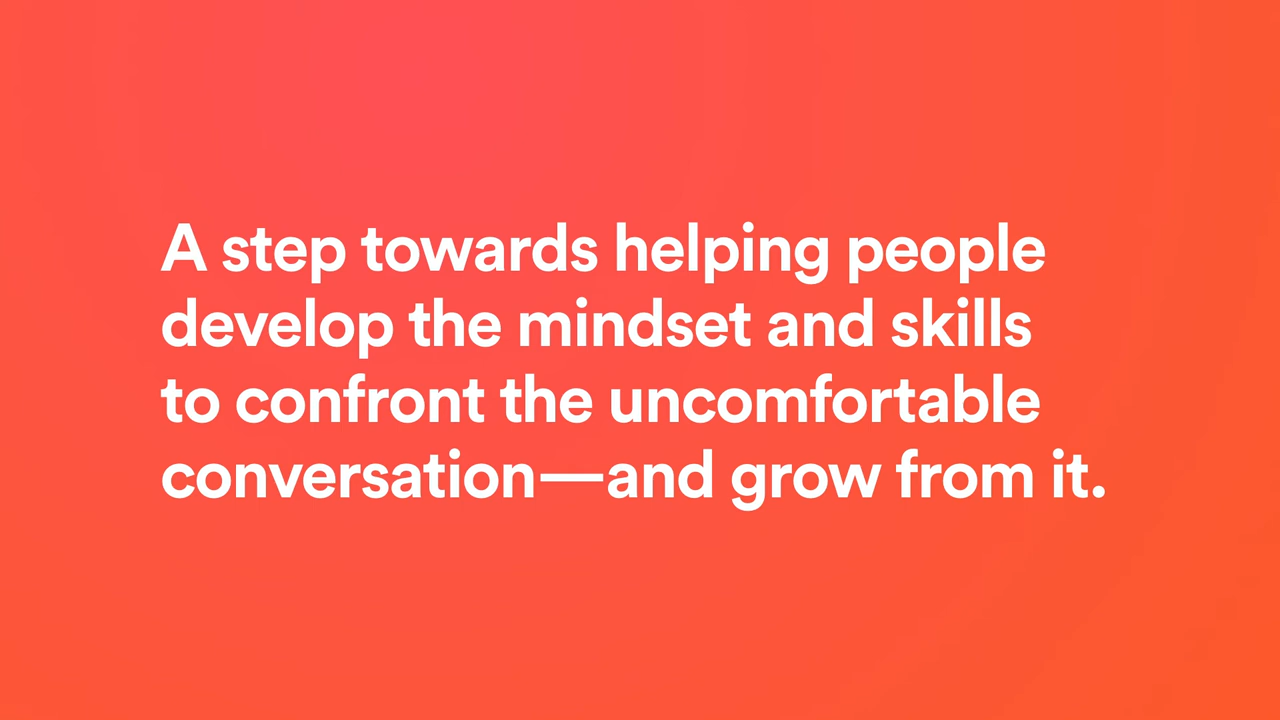 A step towards helping people
develop the mindset and skills
to confront the uncomfortable
conversation—and grow from it.